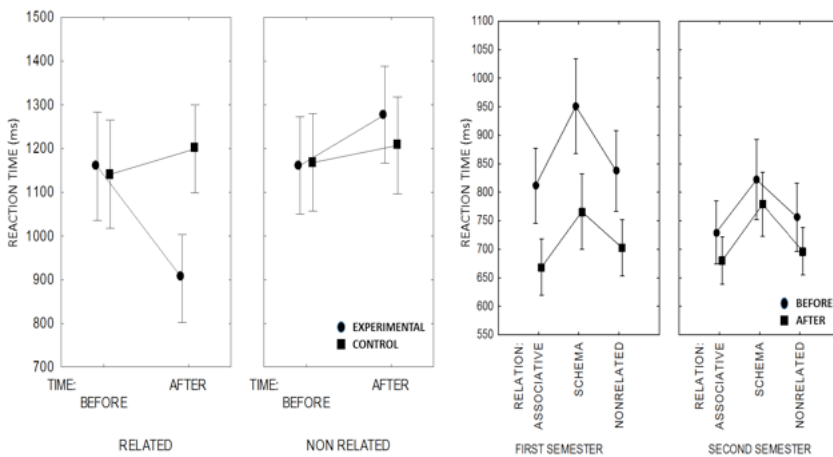 REACTION TIME (ms)
1500
1400
1300
1200
1100
1000
900
800
700
EXPERIMENTAL
CONTROL
TIME:
BEFORE
AFTER
BEFORE
AFTER
RELATED
NON RELATED
REACTION TIME (ms)
1100
1050
1000
950
900
850
800
750
700
650
600
550
BEFORE
AFTER
RELATION:
ASSOCIATIVE
SCHEMA
NONRELATED
RELATION:
ASSOCIATIVE
SCHEMA
NONRELATED
FIRST SEMESTER
SECOND SEMESTER